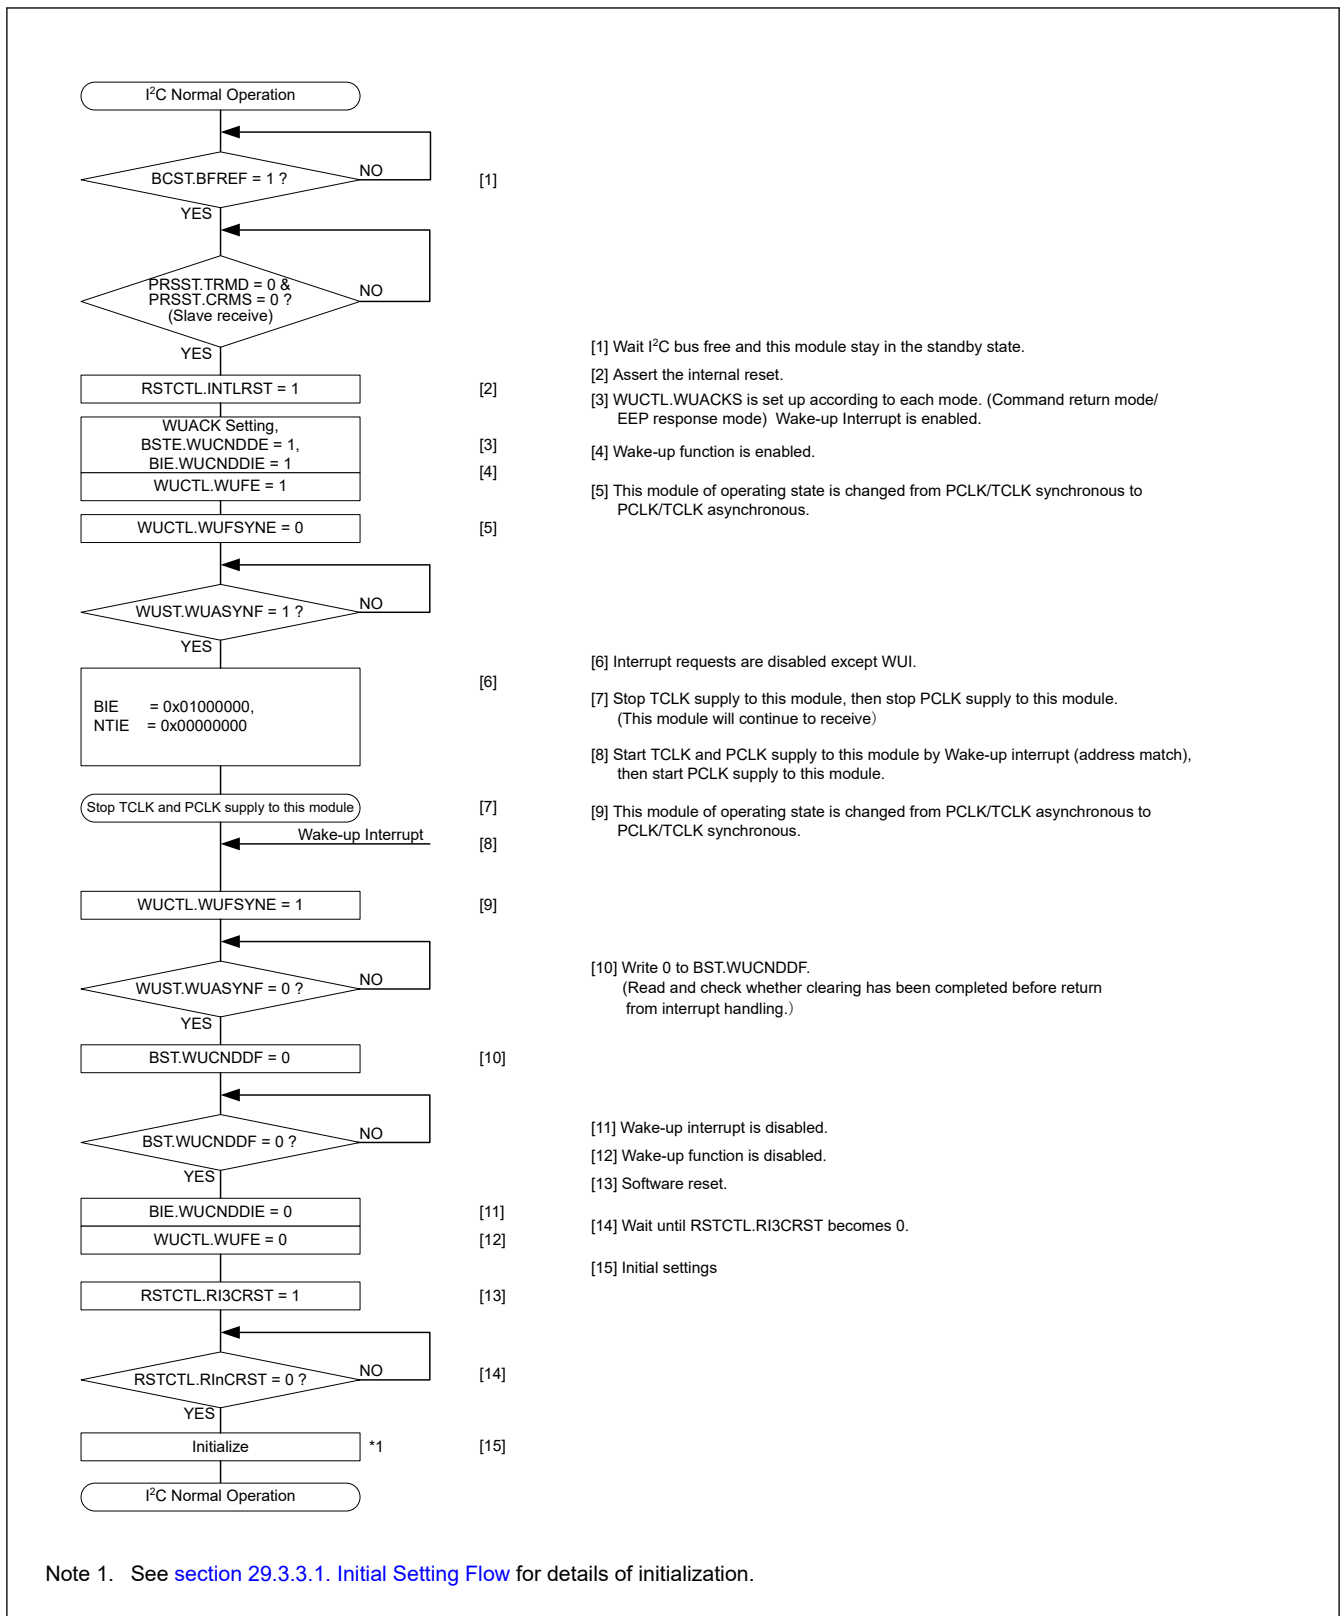 I²C Normal Operation
BCST.BFREF = 1 ?
NO
[1]
YES
PRSST.TRMD = 0 &
PRSST.CRMS = 0 ?
(Slave receive)
NO
YES
RSTCTL.INTLRST = 1
[2]
WUACK Setting,
BSTE.WUCNDDE = 1,
BIE.WUCNDDIE = 1
[3]
[4]
WUCTL.WUFE = 1
WUCTL.WUFSYNE = 0
[5]
WUST.WUASYNF = 1 ?
NO
YES
[6]
BIE = 0x01000000,
NTIE = 0x00000000
Stop TCLK and PCLK supply to this module
[7]
Wake-up Interrupt
[8]
WUCTL.WUFSYNE = 1
[9]
WUST.WUASYNF = 0 ?
NO
YES
BST.WUCNDDF = 0
[10]
BST.WUCNDDF = 0 ?
NO
YES
BIE.WUCNDDIE = 0
[11]
WUCTL.WUFE = 0
[12]
RSTCTL.RI3CRST = 1
[13]
RSTCTL.RInCRST = 0 ?
NO
[14]
YES
Initialize
*1
[15]
I²C Normal Operation
[1] Wait I²C bus free and this module stay in the standby state.
[2] Assert the internal reset.
[3] WUCTL.WUACKS is set up according to each mode. (Command return mode/
EEP response mode) Wake-up Interrupt is enabled.
[4] Wake-up function is enabled.
[5] This module of operating state is changed from PCLK/TCLK synchronous to
PCLK/TCLK asynchronous.
[6] Interrupt requests are disabled except WUI.
[7] Stop TCLK supply to this module, then stop PCLK supply to this module.
(This module will continue to receive）
[8] Start TCLK and PCLK supply to this module by Wake-up interrupt (address match),
then start PCLK supply to this module.
[9] This module of operating state is changed from PCLK/TCLK asynchronous to
PCLK/TCLK synchronous.
[10] Write 0 to BST.WUCNDDF.
(Read and check whether clearing has been completed before return
from interrupt handling.）
[11] Wake-up interrupt is disabled.
[12] Wake-up function is disabled.
[13] Software reset.
[14] Wait until RSTCTL.RI3CRST becomes 0.
[15] Initial settings
Note 1. See section 29.3.3.1. Initial Setting Flow for details of initialization.